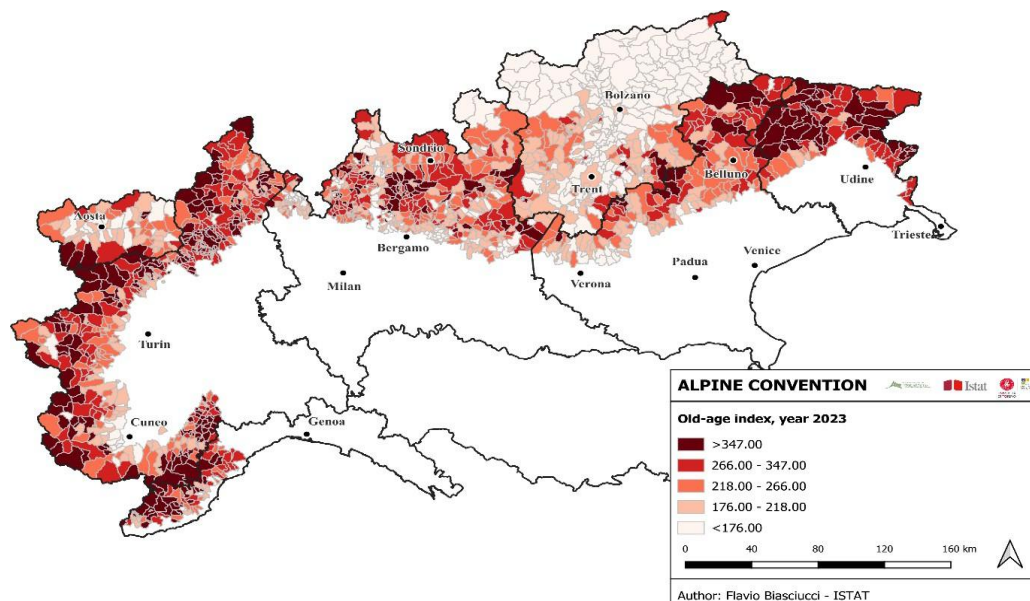 Bolzano
Sondrio
Trent
Belluno
Udine
Aosta
Trieste
Bergamo
Venice
Padua
Milan
Verona
Turin
Cuneo
Genoa
ALPINE CONVENTION
Istat
Old-age index, year 2023
>347.00
266.00 - 347.00
218.00 - 266.00
176.00 - 218.00
<176.00
0 40 80 120 160 km
Author: Flavio Biasciucci - ISTAT